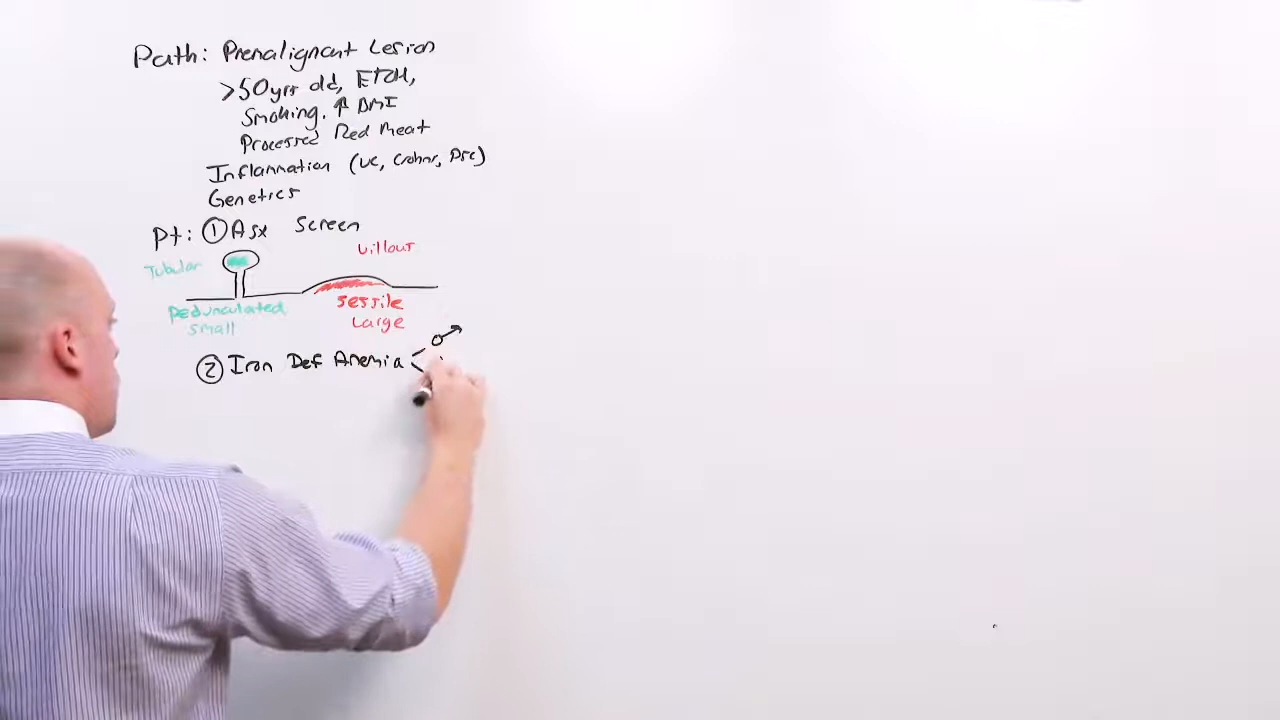 Path: Premalignant Lesion
>50yrs old, ETOH,
Smoking, ↑ BMI
Processed Red Meat
Inflammation (UC, Crohns, PSC)
Genetics
Pt: ① Asx Screen
Villous
Tubular
Pedunculated
Sessile
Small
Large
② Iron Def Anemia